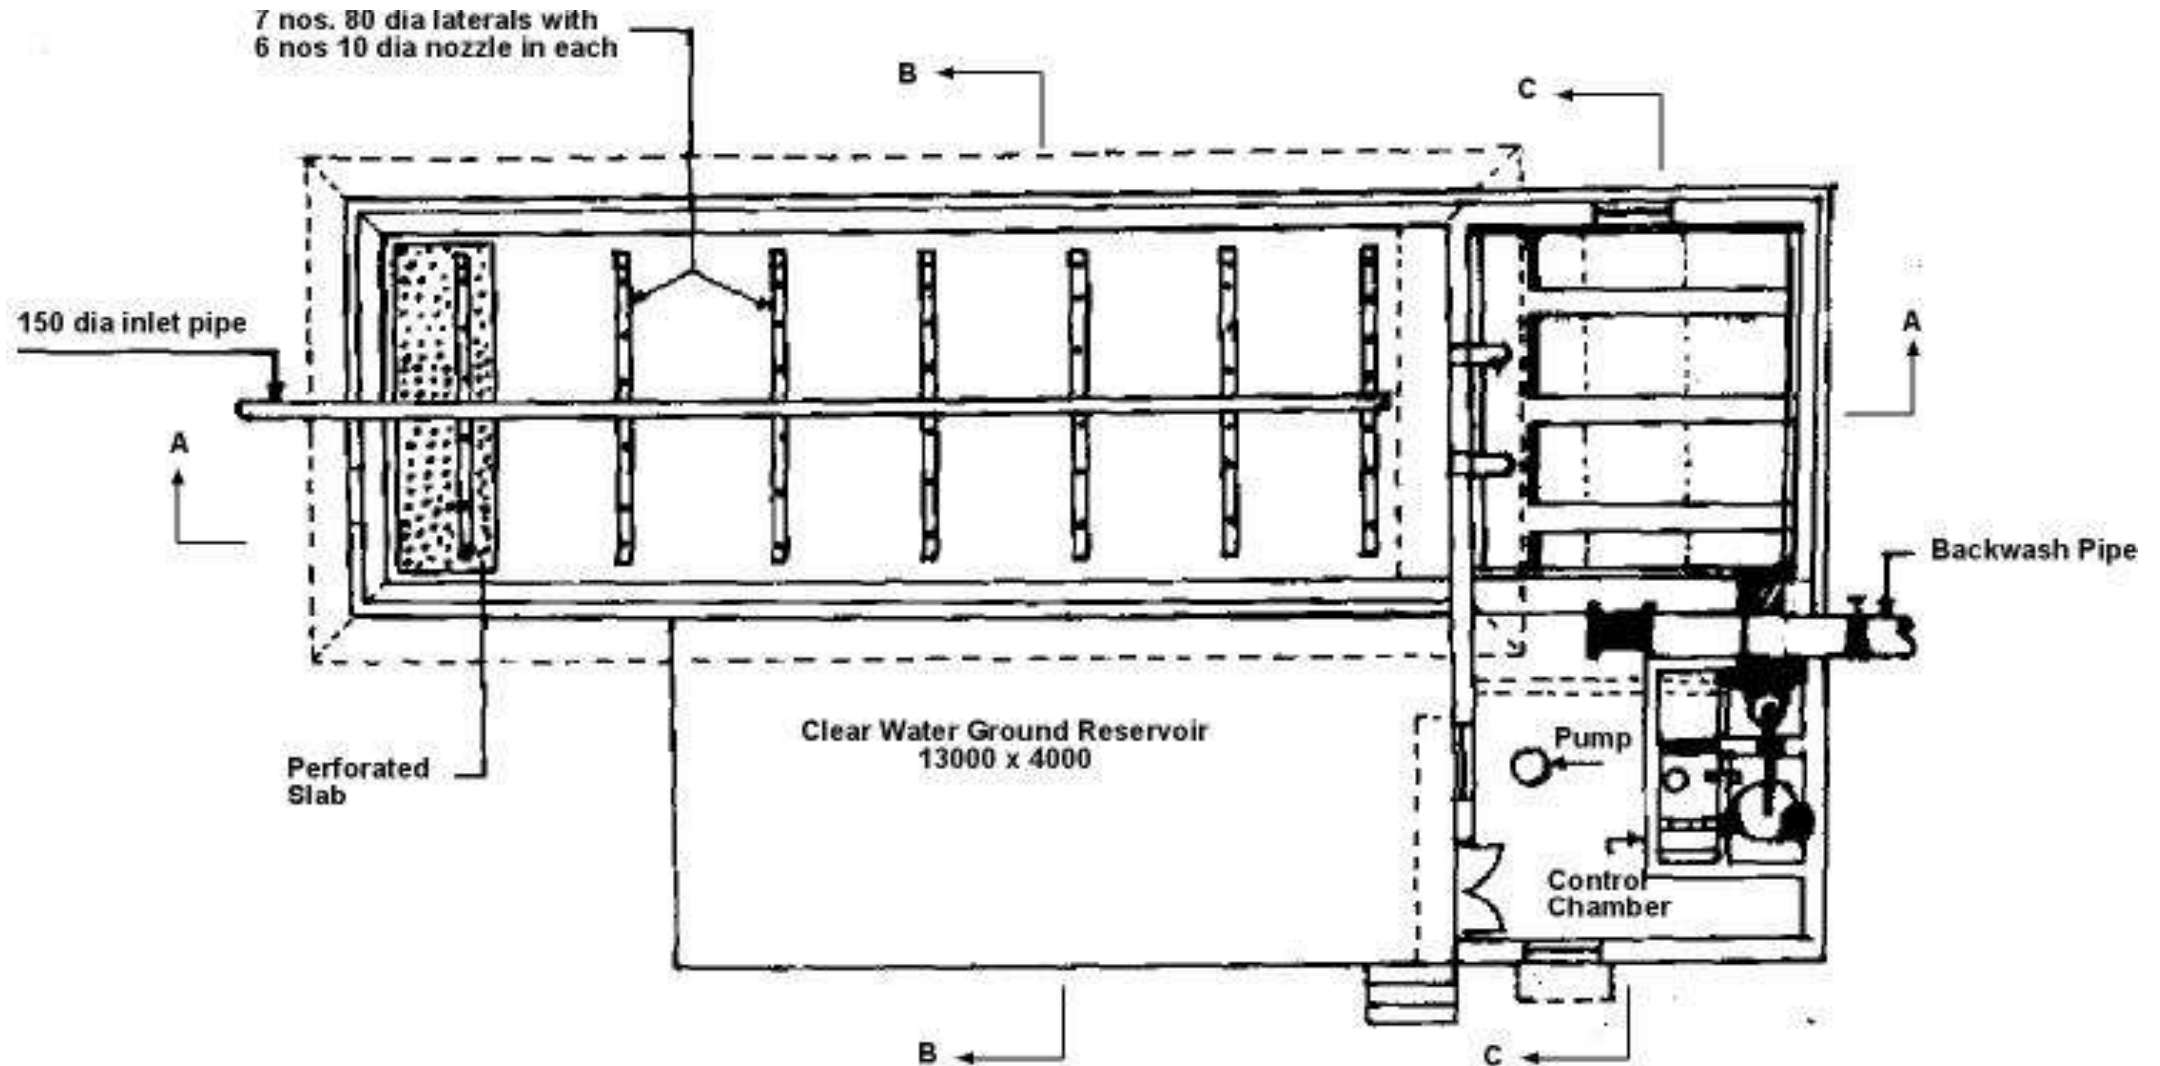 7 nos. 80 dia laterals with
6 nos 10 dia nozzle in each
B
C
150 dia inlet pipe
A
A
Backwash Pipe
Clear Water Ground Reservoir
13000 x 4000
Pump
Perforated
Slab
Control
Chamber
B
C